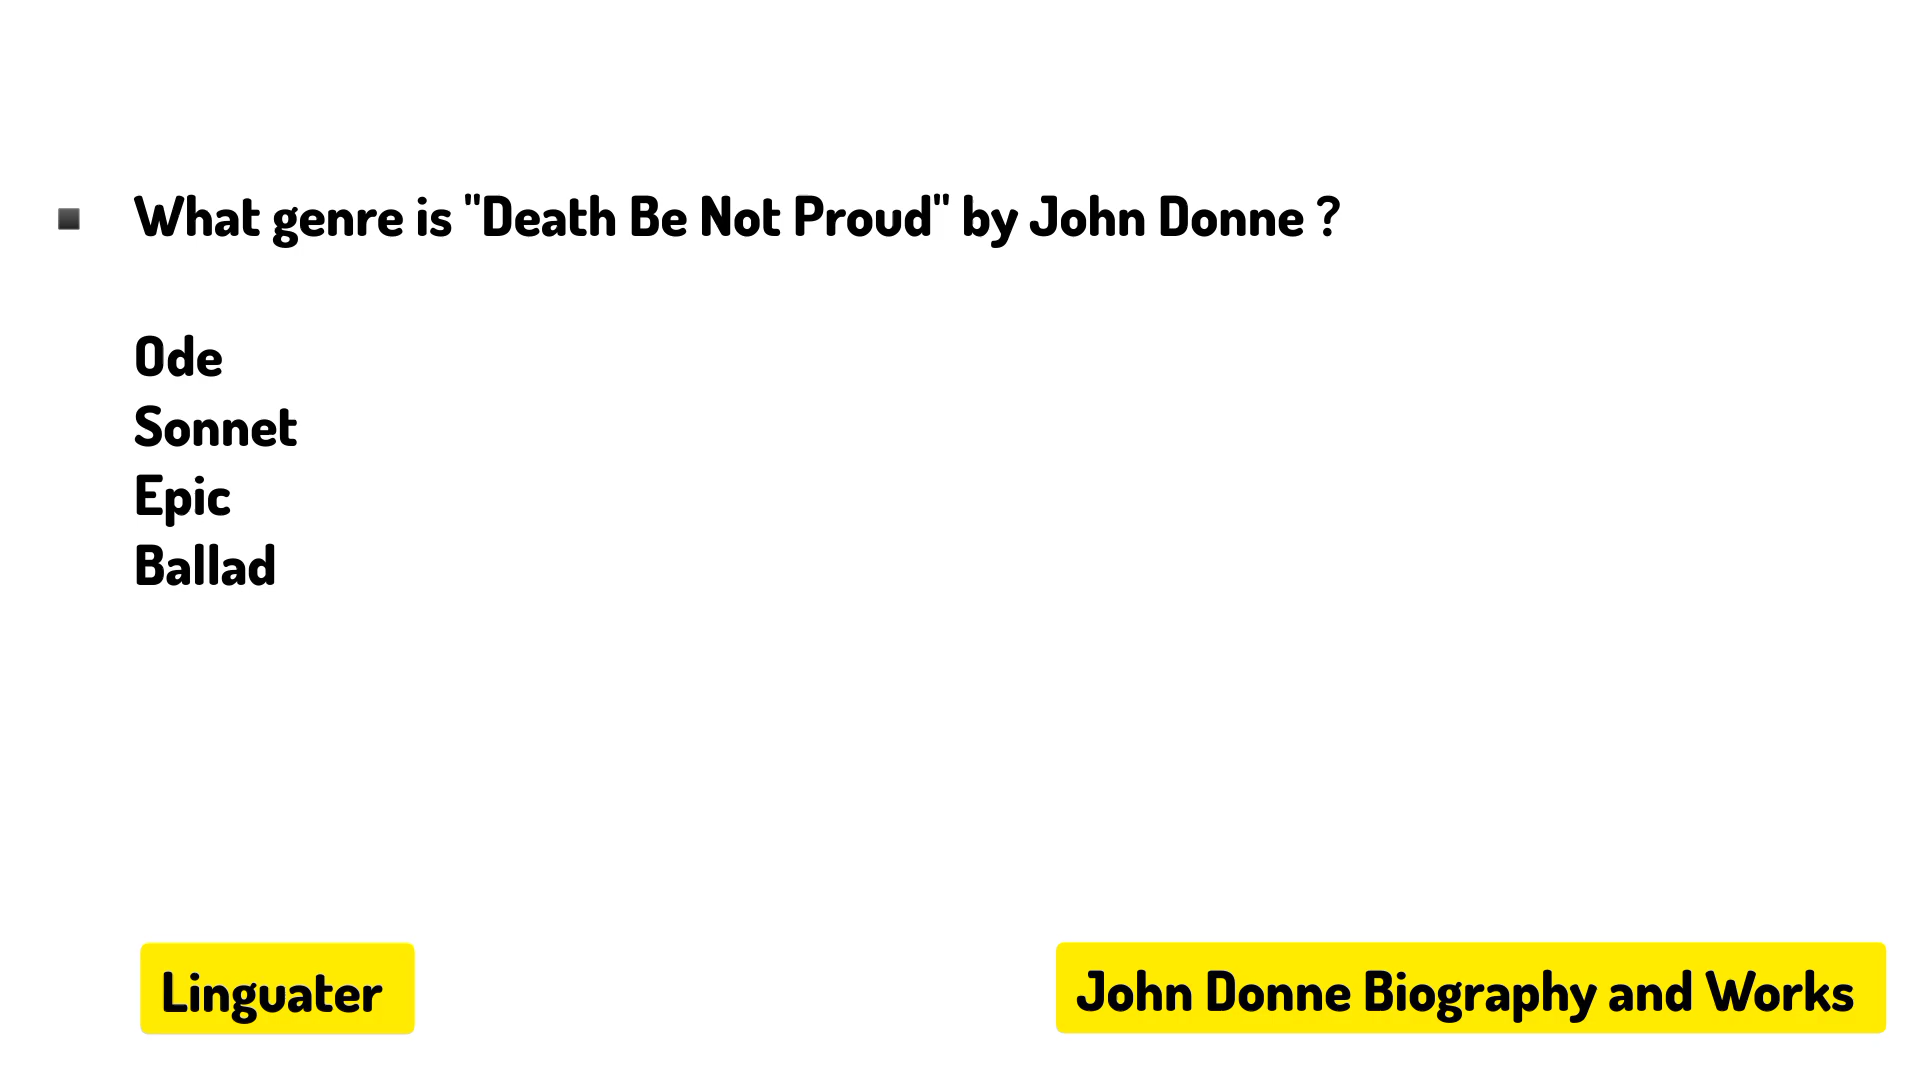 What genre is "Death Be Not Proud" by John Donne ?
Ode
Sonnet
Epic
Ballad
Linguater
John Donne Biography and Works